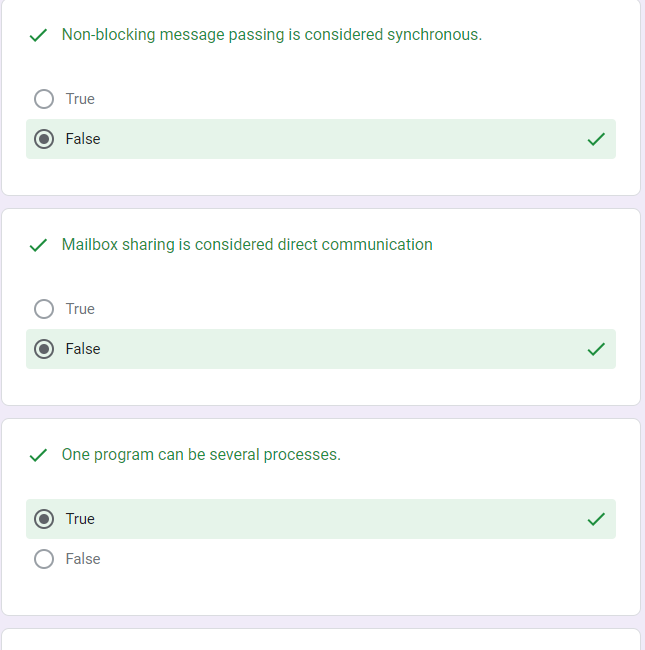 Non-blocking message passing is considered synchronous.
True
False
Mailbox sharing is considered direct communication
True
False
One program can be several processes.
True
False